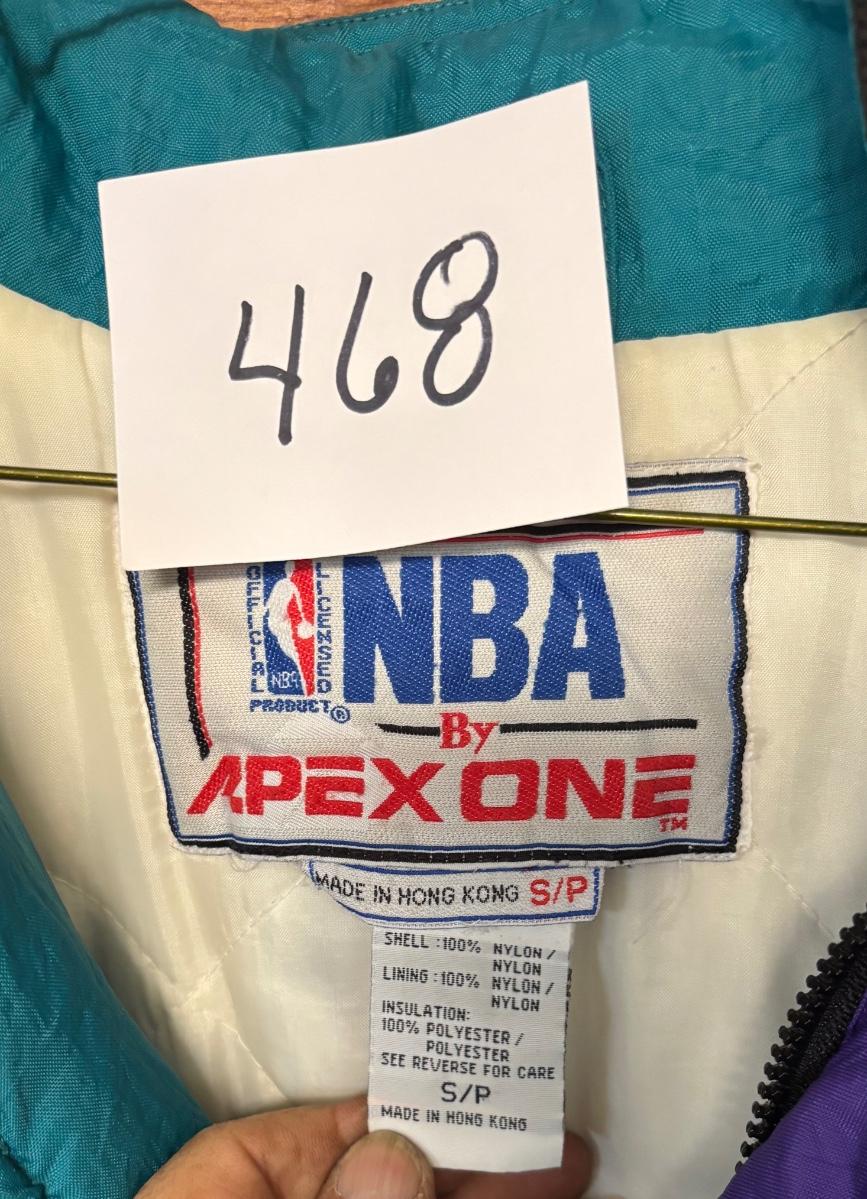 468
OFFICIAL
LICENSED
NBA
PRODUCT®
NBA
By
APEX ONE
TM
MADE IN HONG KONG S/P
SHELL :100% NYLON /
NYLON
LINING :100% NYLON /
NYLON
INSULATION:
100% POLYESTER /
POLYESTER
SEE REVERSE FOR CARE
S/P
MADE IN HONG KONG